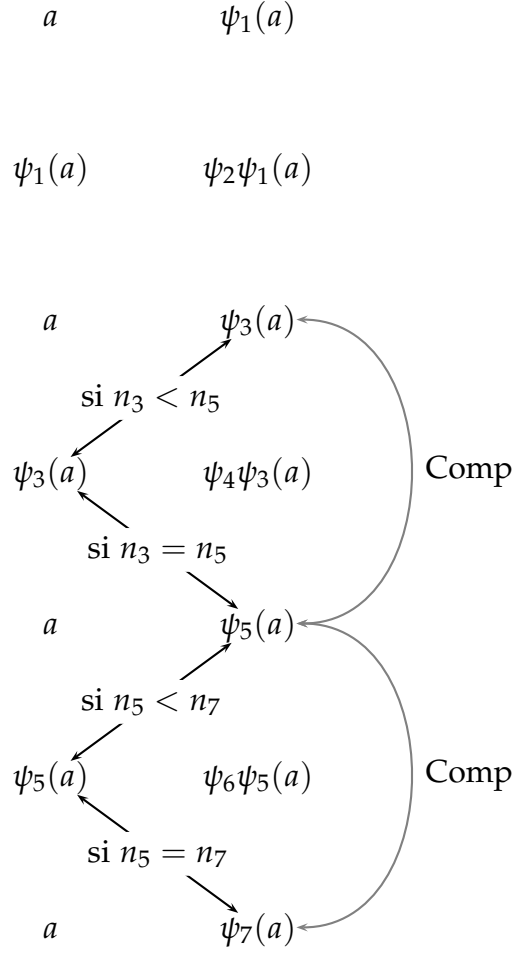 a ψ₁(a)
ψ₁(a) ψ₂ψ₁(a)
a ψ₃(a)
si n₃ < n₅
ψ₃(a) ψ₄ψ₃(a) Comp
si n₃ = n₅
a ψ₅(a)
si n₅ < n₇
ψ₅(a) ψ₆ψ₅(a) Comp
si n₅ = n₇
a ψ₇(a)